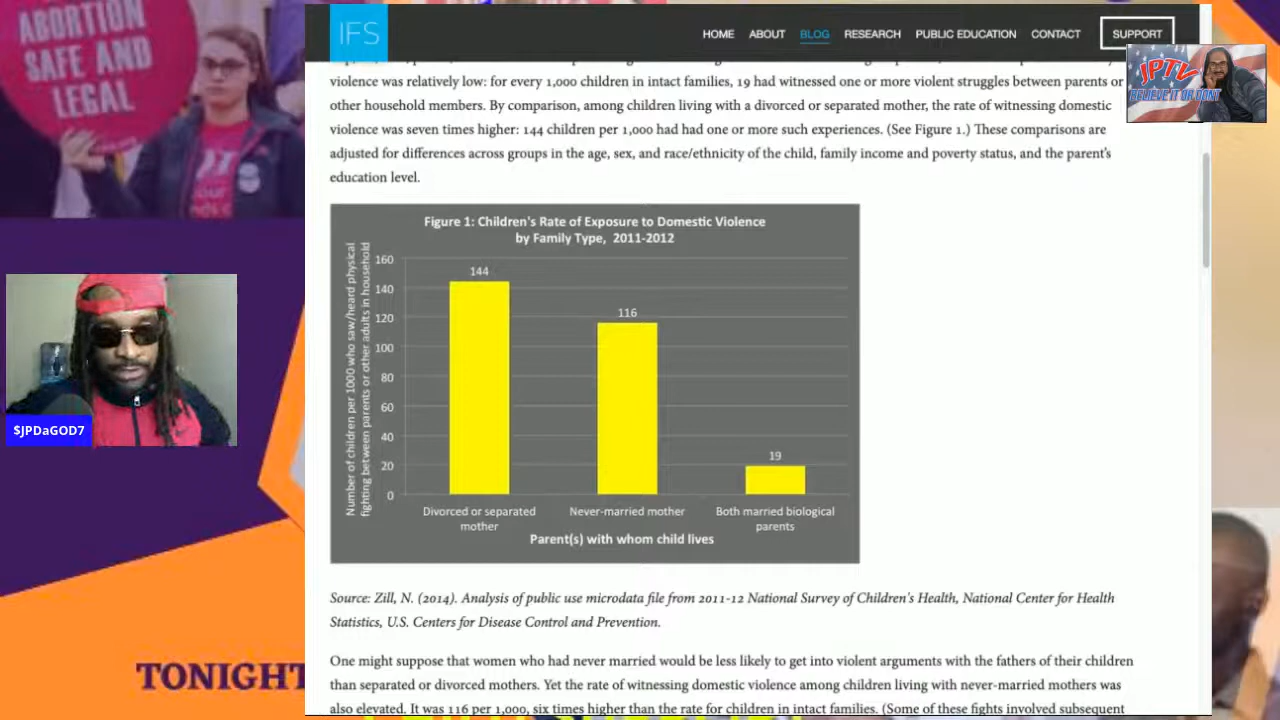 ABORTION
SAFE AND
LEGAL
IFS
HOME ABOUT BLOG RESEARCH PUBLIC EDUCATION CONTACT SUPPORT
JPTV
BELIEVE IT OR DONT
violence was relatively low: for every 1,000 children in intact families, 19 had witnessed one or more violent struggles between parents or
other household members. By comparison, among children living with a divorced or separated mother, the rate of witnessing domestic
violence was seven times higher: 144 children per 1,000 had had one or more such experiences. (See Figure 1.) These comparisons are
adjusted for differences across groups in the age, sex, and race/ethnicity of the child, family income and poverty status, and the parent's
education level.
Figure 1: Children's Rate of Exposure to Domestic Violence
by Family Type, 2011-2012
Number of children per 1000 who saw/heard physical
fighting between parents or other adults in household
160
140
120
100
80
60
40
20
0
144
116
19
Divorced or separated
mother
Never-married mother
Both married biological
parents
Parent(s) with whom child lives
$JPDaGOD7
Source: Zill, N. (2014). Analysis of public use microdata file from 2011-12 National Survey of Children's Health, National Center for Health
Statistics, U.S. Centers for Disease Control and Prevention.
One might suppose that women who had never married would be less likely to get into violent arguments with the fathers of their children
than separated or divorced mothers. Yet the rate of witnessing domestic violence among children living with never-married mothers was
also elevated. It was 116 per 1,000, six times higher than the rate for children in intact families. (Some of these fights involved subsequent
TONIGHT